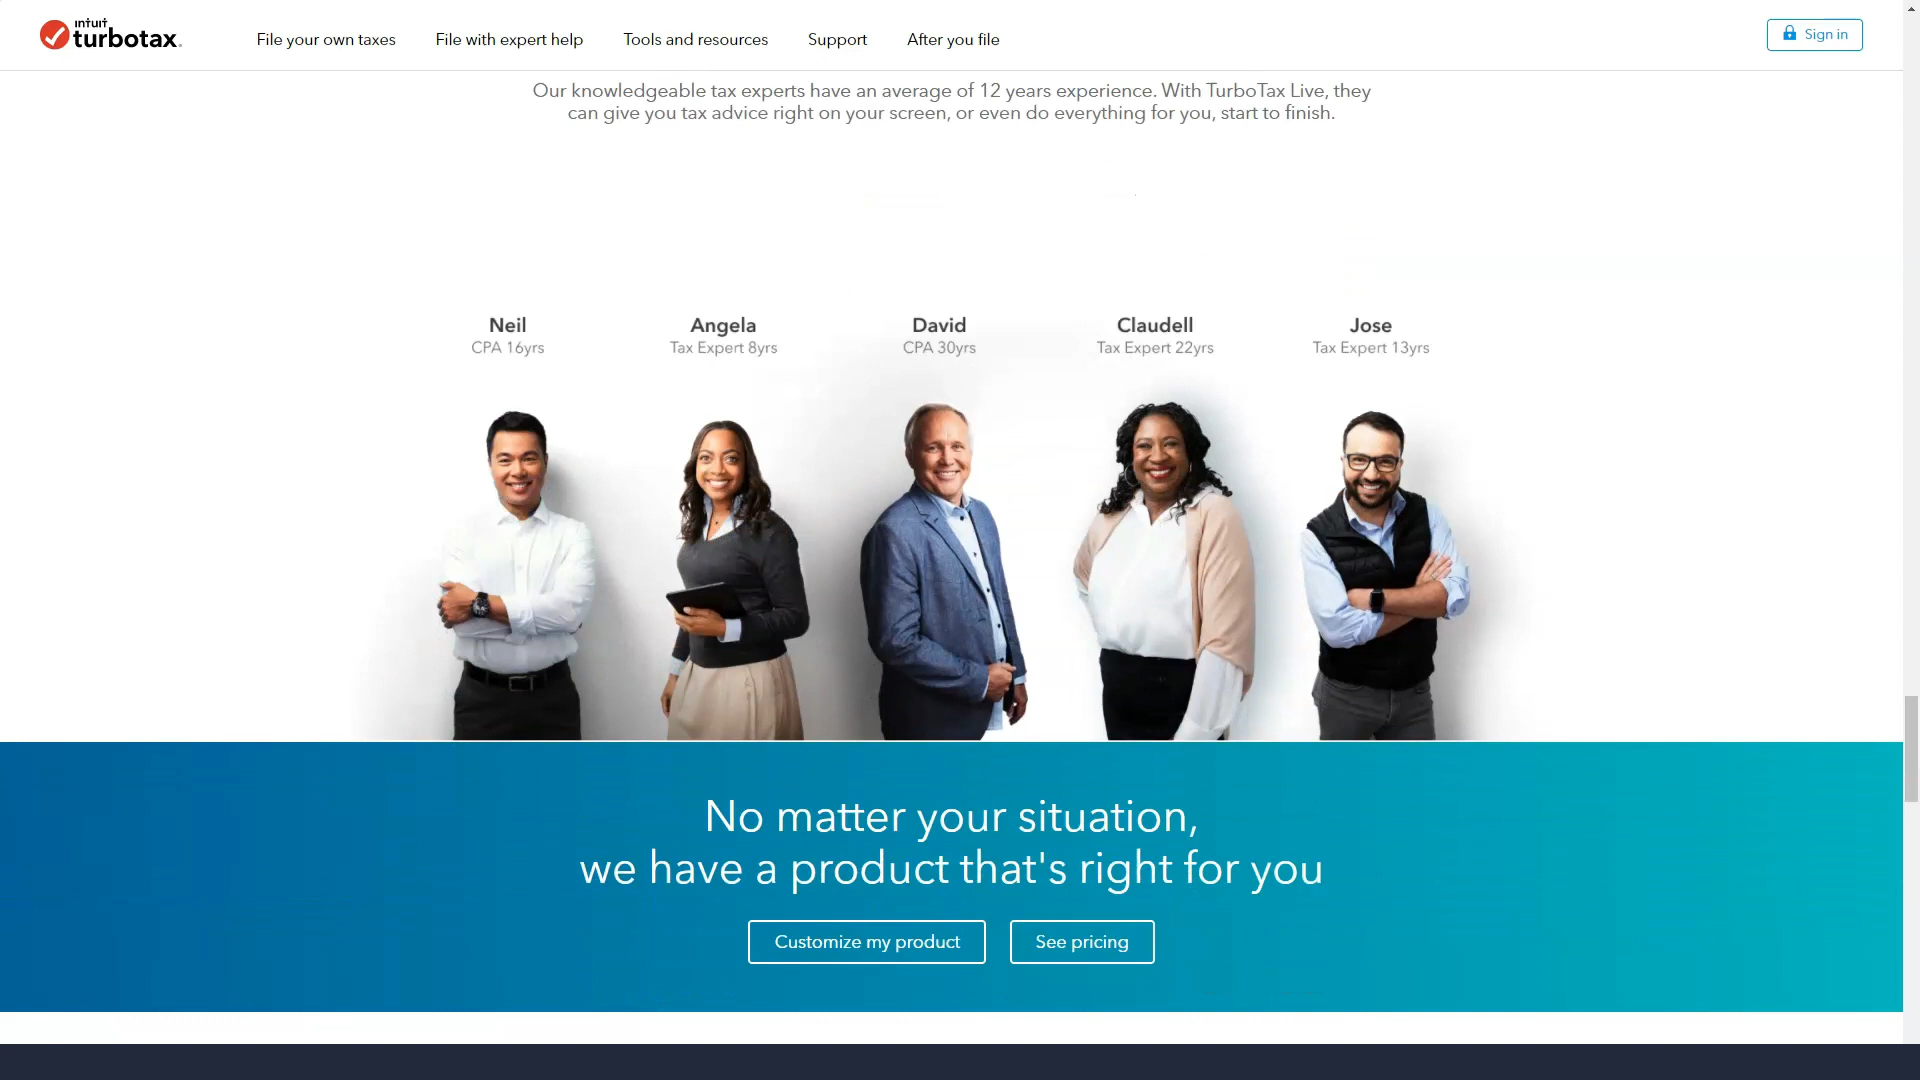 intuit
turbotax
File your own taxes
File with expert help
Tools and resources
Support
After you file
Sign in
Our knowledgeable tax experts have an average of 12 years experience. With TurboTax Live, they
can give you tax advice right on your screen, or even do everything for you, start to finish.
Neil
CPA 16yrs
Angela
Tax Expert 8yrs
David
CPA 30yrs
Claudell
Tax Expert 22yrs
Jose
Tax Expert 13yrs
No matter your situation,
we have a product that's right for you
Customize my product
See pricing